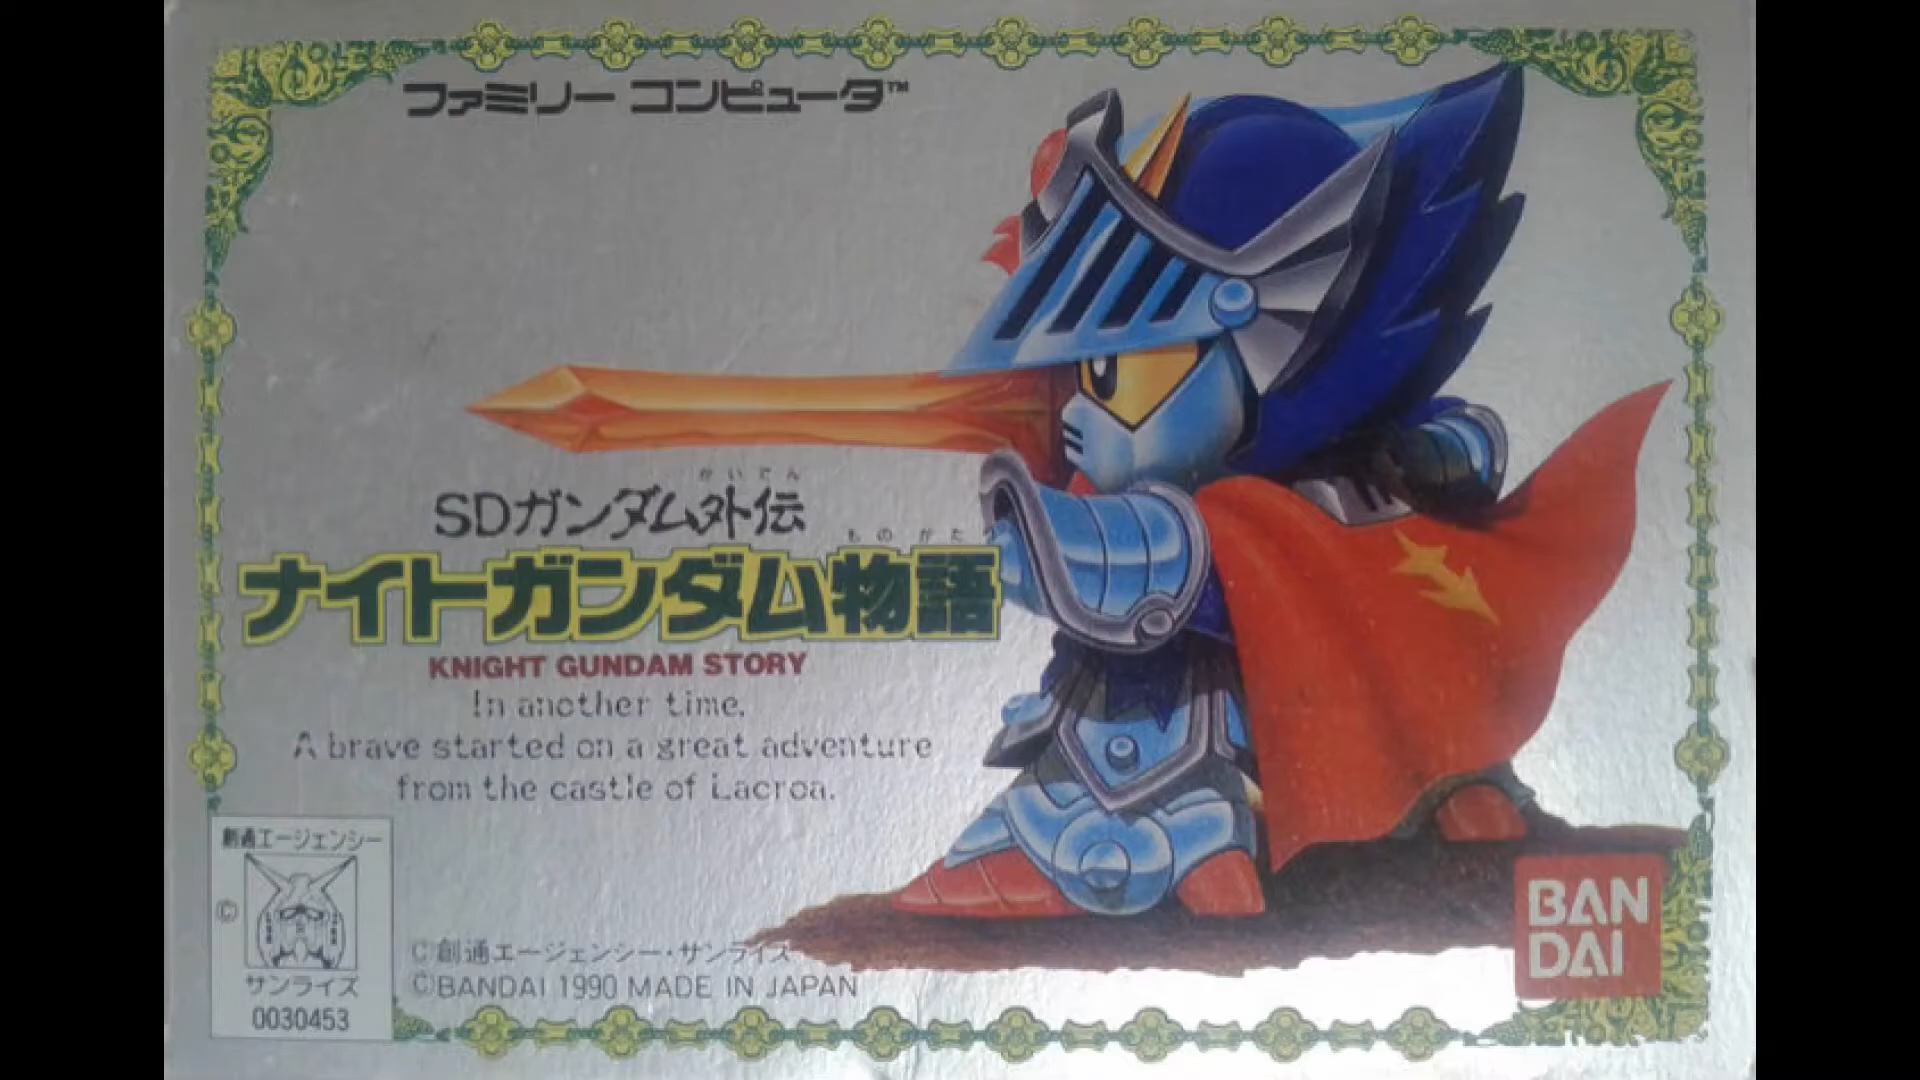 ファミリー コンピュータ™
かいでん
SDガンダム外伝
ものがたり
ナイトガンダム物語
KNIGHT GUNDAM STORY
In another time.
A brave started on a great adventure
from the castle of Lacroa.
創通エージェンシー
©
サンライズ
0030453
©創通エージェンシー・サンライズ
©BANDAI 1990 MADE IN JAPAN
BAN
DAI